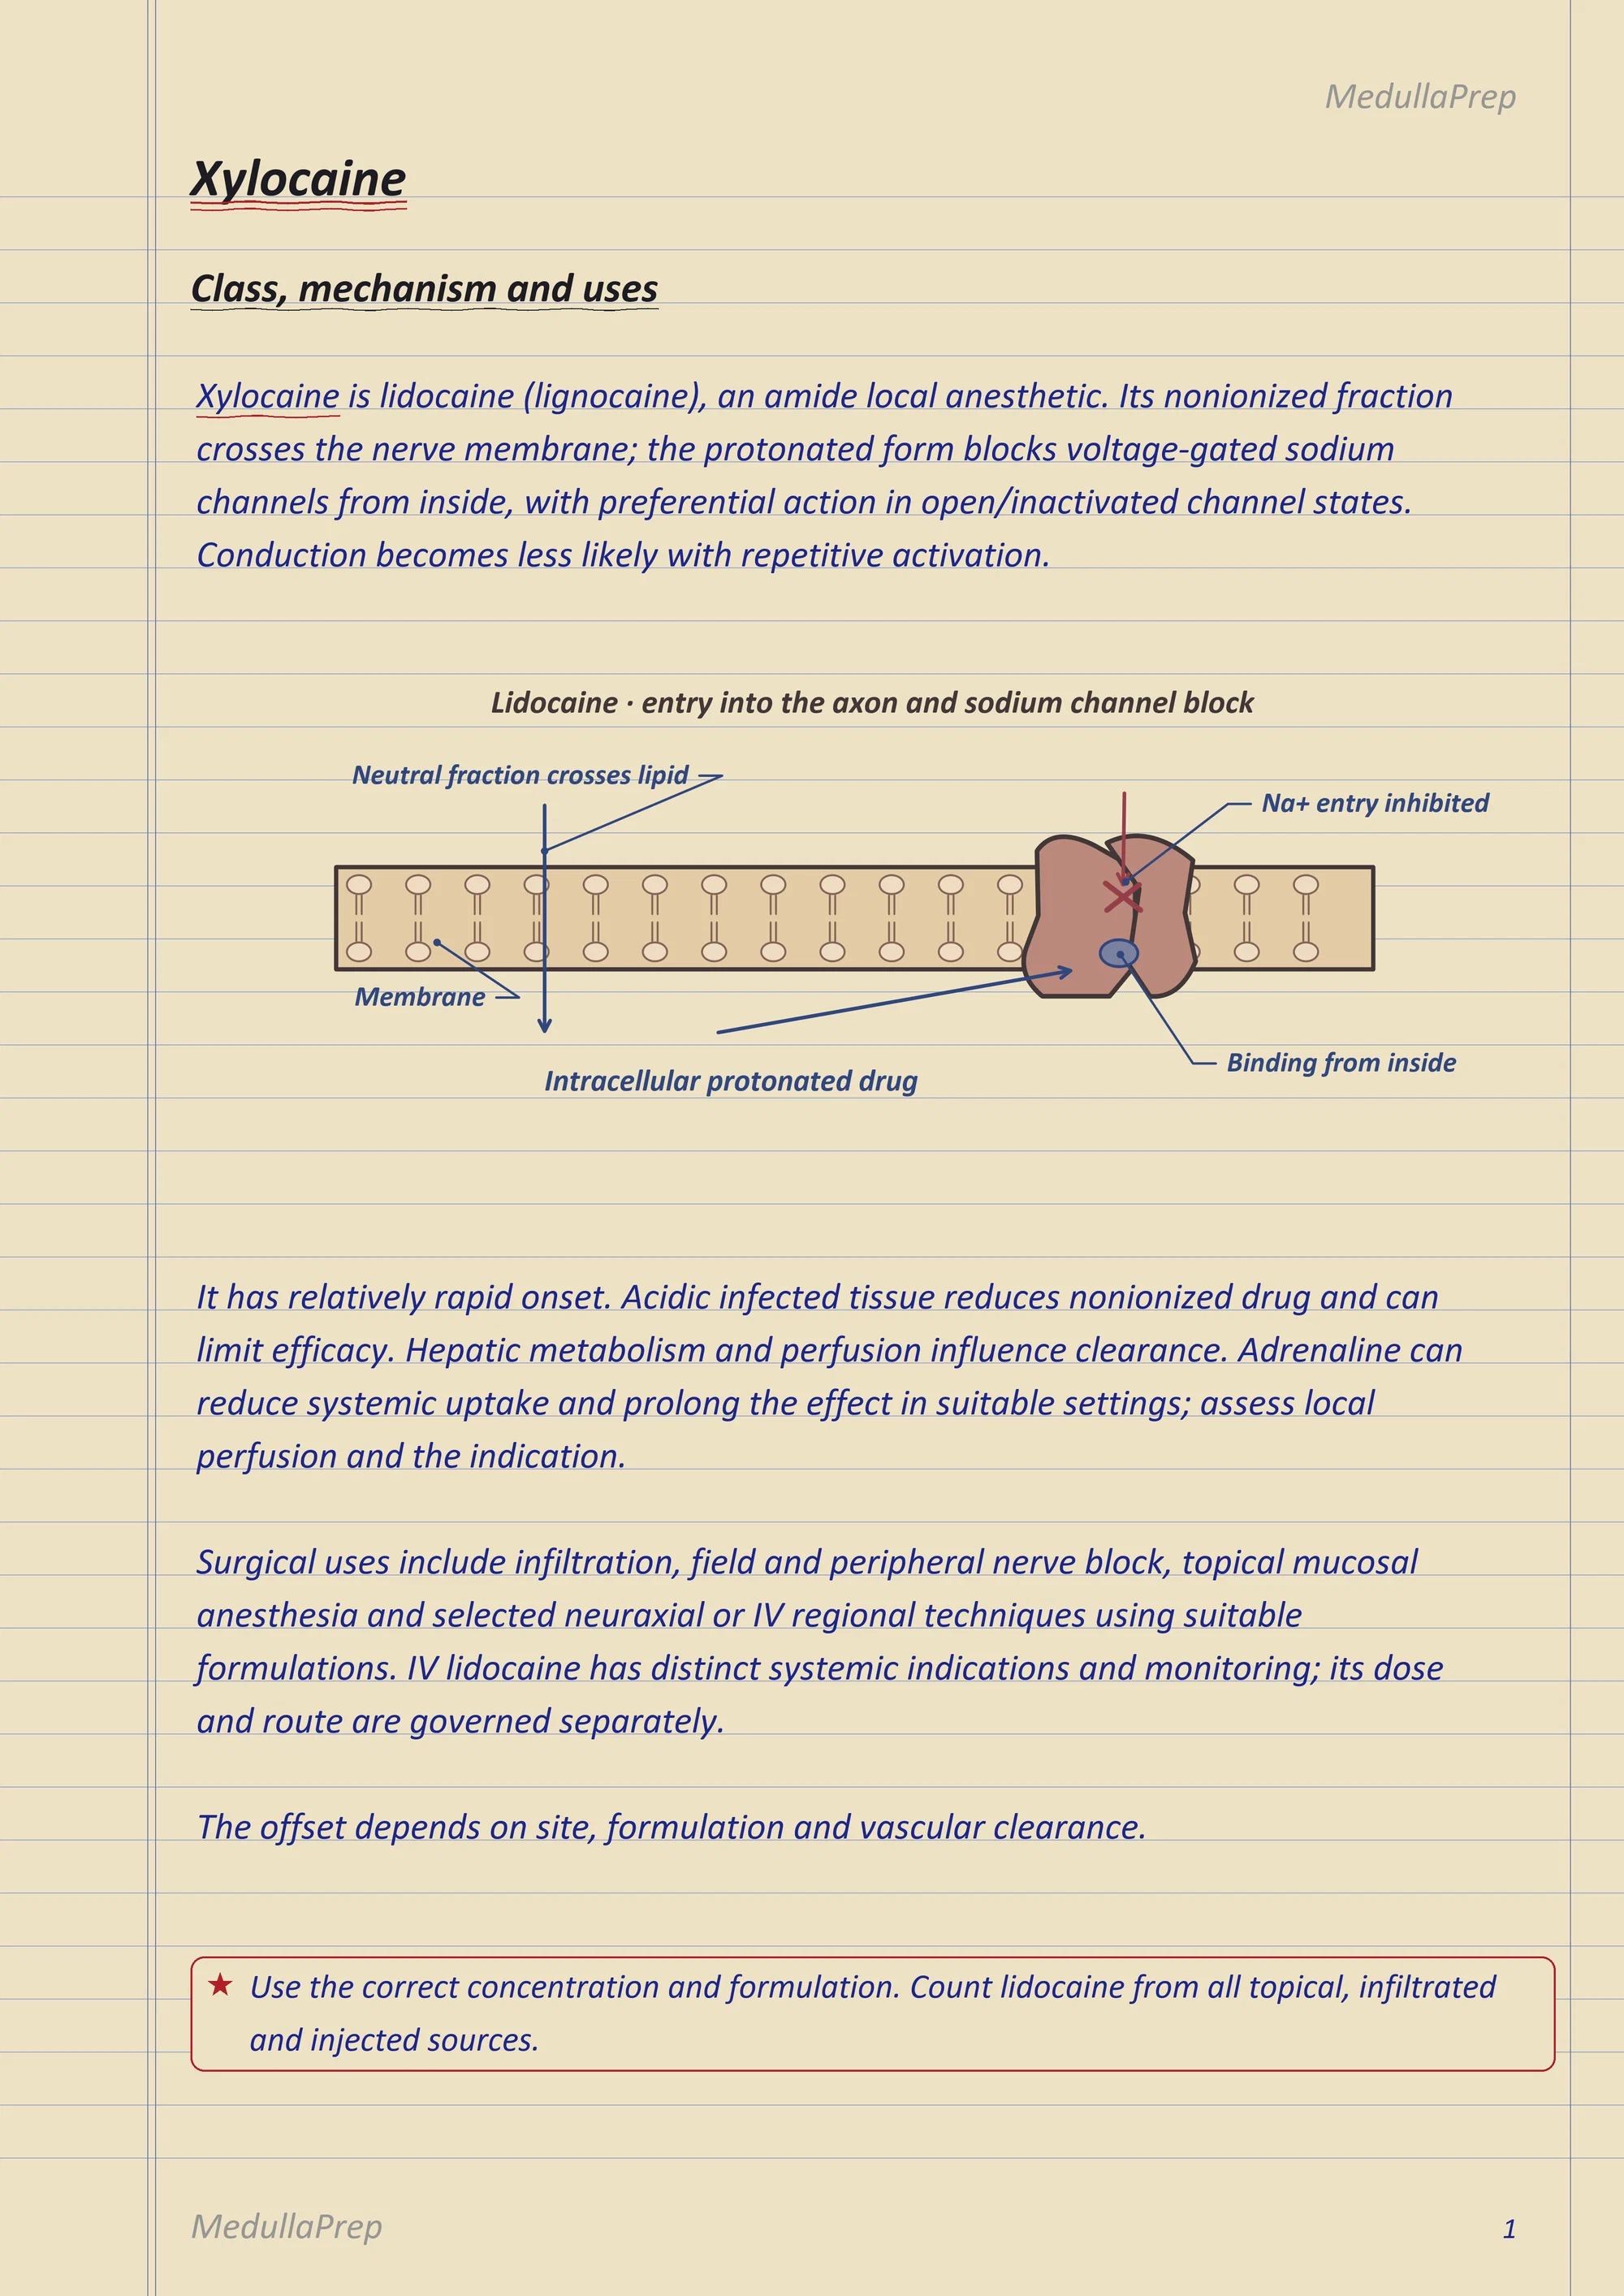 MedullaPrep
Xylocaine
Class, mechanism and uses
Xylocaine is lidocaine (lignocaine), an amide local anesthetic. Its nonionized fraction
crosses the nerve membrane; the protonated form blocks voltage-gated sodium
channels from inside, with preferential action in open/inactivated channel states.
Conduction becomes less likely with repetitive activation.
Lidocaine · entry into the axon and sodium channel block
Neutral fraction crosses lipid
Na+ entry inhibited
Membrane
Binding from inside
Intracellular protonated drug
It has relatively rapid onset. Acidic infected tissue reduces nonionized drug and can
limit efficacy. Hepatic metabolism and perfusion influence clearance. Adrenaline can
reduce systemic uptake and prolong the effect in suitable settings; assess local
perfusion and the indication.
Surgical uses include infiltration, field and peripheral nerve block, topical mucosal
anesthesia and selected neuraxial or IV regional techniques using suitable
formulations. IV lidocaine has distinct systemic indications and monitoring; its dose
and route are governed separately.
The offset depends on site, formulation and vascular clearance.
★ Use the correct concentration and formulation. Count lidocaine from all topical, infiltrated
and injected sources.
MedullaPrep
1